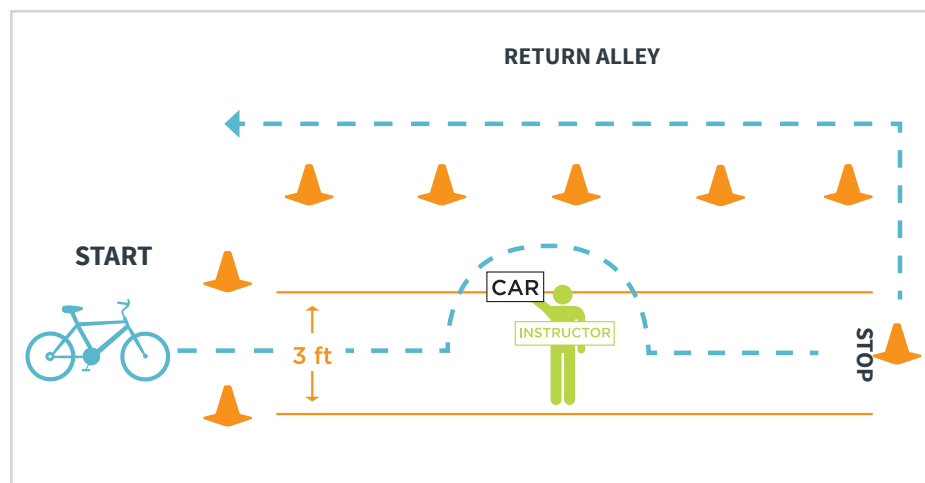 RETURN ALLEY
START
CAR
INSTRUCTOR
3 ft
STOP